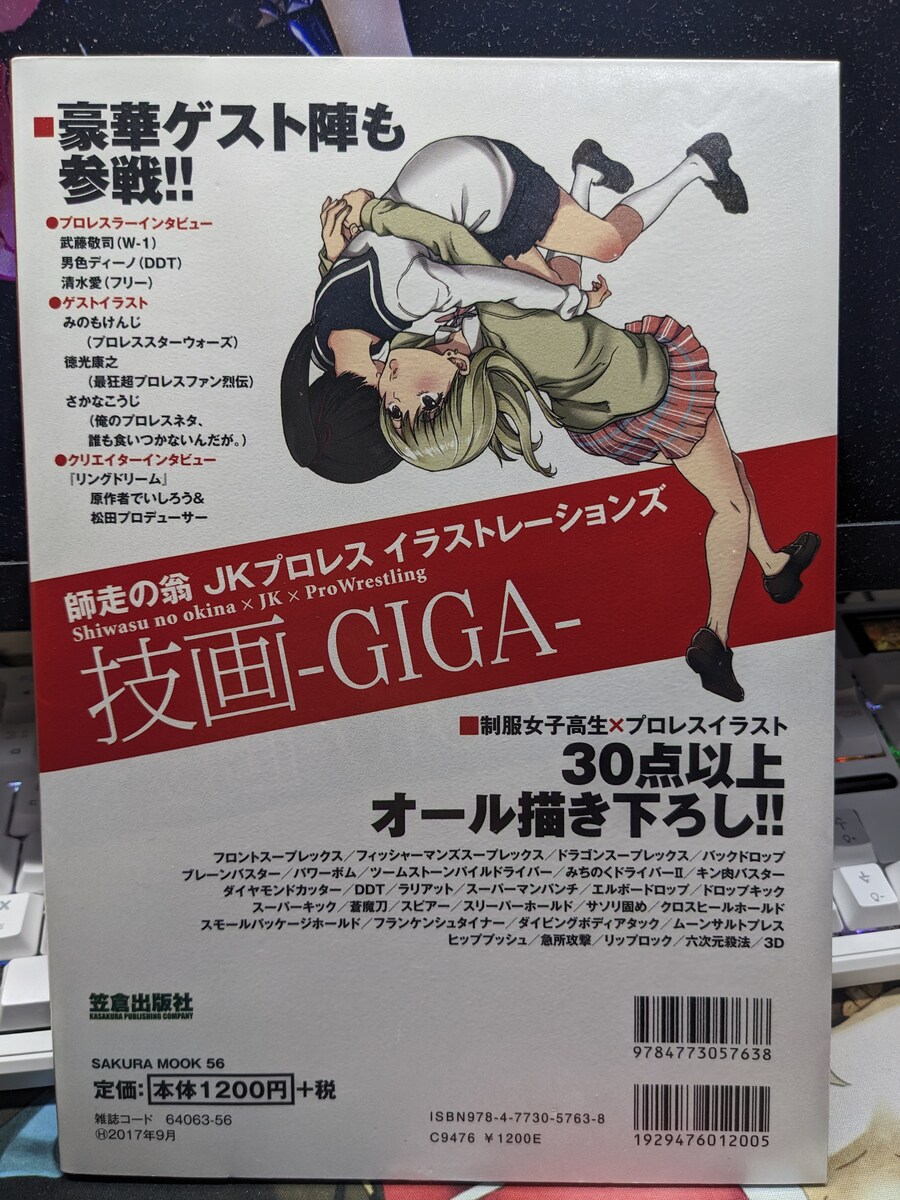 ■豪華ゲスト陣も
参戦!!
●プロレスラーインタビュー
武藤敬司(W-1)
男色ディーノ(DDT)
清水愛(フリー)
●ゲストイラスト
みのもけんじ
(プロレススターウォーズ)
徳光康之
(最狂超プロレスファン烈伝)
さかなこうじ
(俺のプロレスネタ、
誰も食いつかないんだが。)
●クリエイターインタビュー
『リングドリーム』
原作者でいしろう&
松田プロデューサー
師走の翁 JKプロレス イラストレーションズ
Shiwasu no okina × JK × ProWrestling
技画-GIGA-
■制服女子高生×プロレスイラスト
30点以上
オール描き下ろし!!
フロントスープレックス/フィッシャーマンズスープレックス/ドラゴンスープレックス/バックドロップ
ブレーンバスター/パワーボム/ツームストーンパイルドライバー/みちのくドライバーII/キン肉バスター
ダイヤモンドカッター/DDT/ラリアット/スーパーマンパンチ/エルボードロップ/ドロップキック
スーパーキック/蒼魔刀/スピアー/スリーパーホールド/サソリ固め/クロスヒールホールド
スモールパッケージホールド/フランケンシュタイナー/ダイビングボディアタック/ムーンサルトプレス
ヒップブッシュ/急所攻撃/リップロック/六次元殺法/3D
笠倉出版社
KASAKURA PUBLISHING COMPANY
SAKURA MOOK 56
定価:本体1200円+税
雑誌コード 64063-56
Ⓗ2017年9月
ISBN978-4-7730-5763-8
C9476 ¥1200E
9784773057638
1929476012005